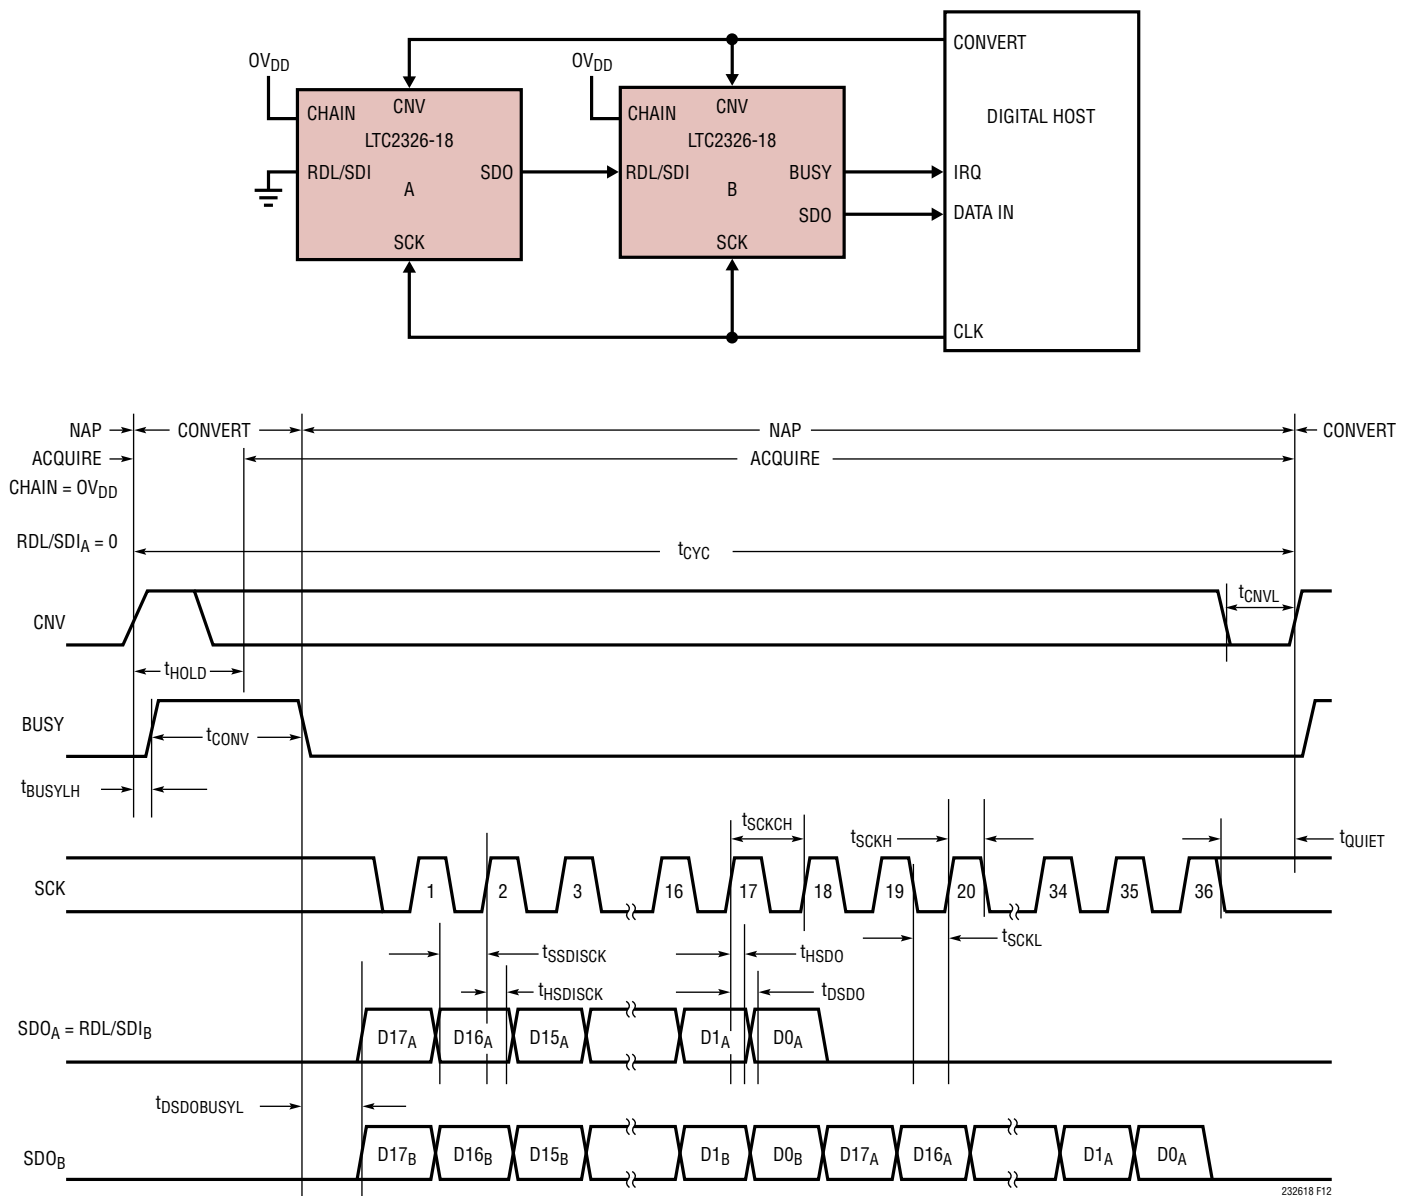 CONVERT
OVDD
OVDD
CHAIN
CNV
LTC2326-18
RDL/SDI
SDO
A
SCK
CHAIN
CNV
LTC2326-18
RDL/SDI
BUSY
B
SDO
SCK
DIGITAL HOST
IRQ
DATA IN
CLK
NAP
CONVERT
NAP
CONVERT
ACQUIRE
ACQUIRE
CHAIN = OVDD
RDL/SDIA = 0
tCYC
tCNVL
CNV
tHOLD
BUSY
tCONV
tBUSYLH
tSCKCH
tSCKH
tQUIET
SCK
1
2
3
16
17
18
19
20
34
35
36
tSSDISCK
tHSDO
tSCKL
tHSDISCK
tDSDO
SDOA = RDL/SDIB
D17A
D16A
D15A
D1A
D0A
tDSDOBUSYL
SDOB
D17B
D16B
D15B
D1B
D0B
D17A
D16A
D1A
D0A
232618 F12